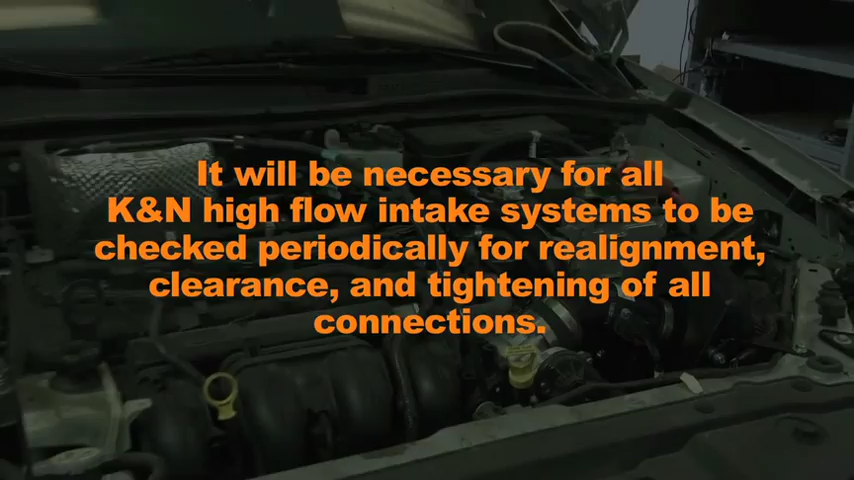 It will be necessary for all
K&N high flow intake systems to be
checked periodically for realignment,
clearance, and tightening of all
connections.